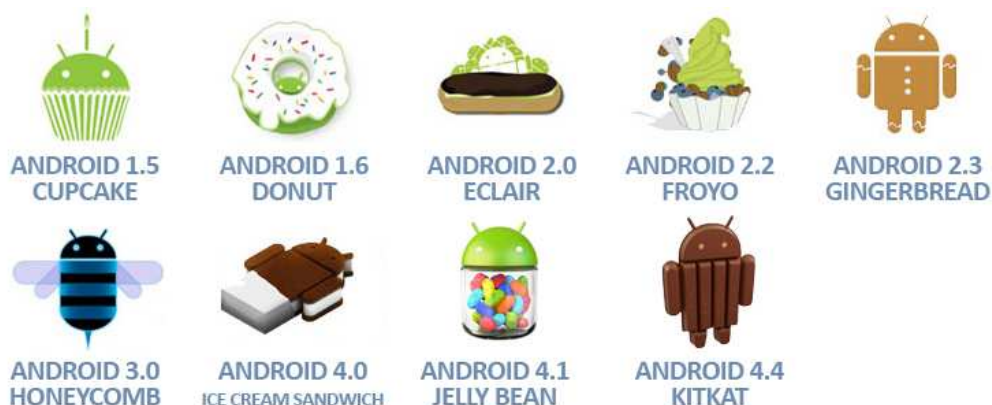 ANDROID 1.5
CUPCAKE
ANDROID 1.6
DONUT
ANDROID 2.0
ECLAIR
ANDROID 2.2
FROYO
ANDROID 2.3
GINGERBREAD
ANDROID 3.0
HONEYCOMB
ANDROID 4.0
ICE CREAM SANDWICH
ANDROID 4.1
JELLY BEAN
ANDROID 4.4
KITKAT